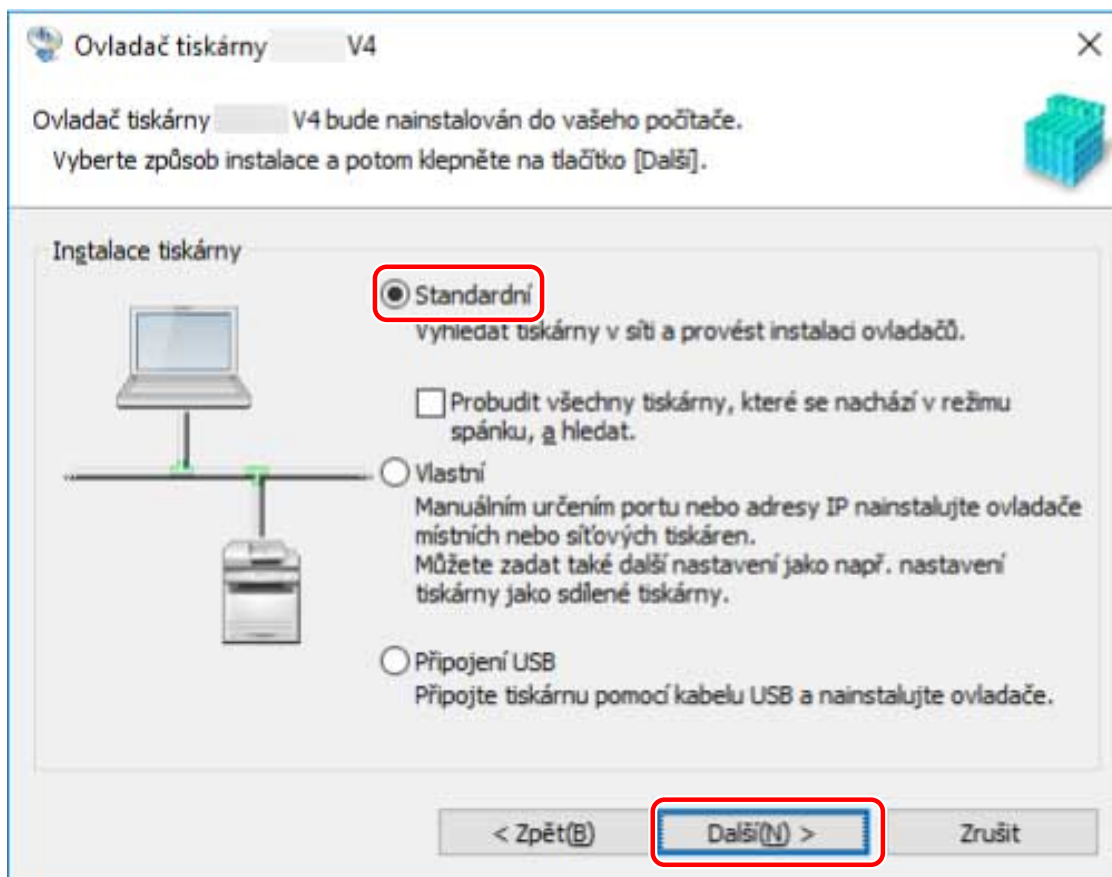 Ovladač tiskárny V4
Ovladač tiskárny V4 bude nainstalován do vašeho počítače.
Vyberte způsob instalace a potom klepněte na tlačítko [Další].
Instalace tiskárny
Standardní
Vyhledat tiskárny v síti a provést instalaci ovladačů.
Probudit všechny tiskárny, které se nachází v režimu
spánku, a hledat.
Vlastní
Manuálním určením portu nebo adresy IP nainstalujte ovladače
místních nebo síťových tiskáren.
Můžete zadat také další nastavení jako např. nastavení
tiskárny jako sdílené tiskárny.
Připojení USB
Připojte tiskárnu pomocí kabelu USB a nainstalujte ovladače.
< Zpět(B) Další(N) > Zrušit